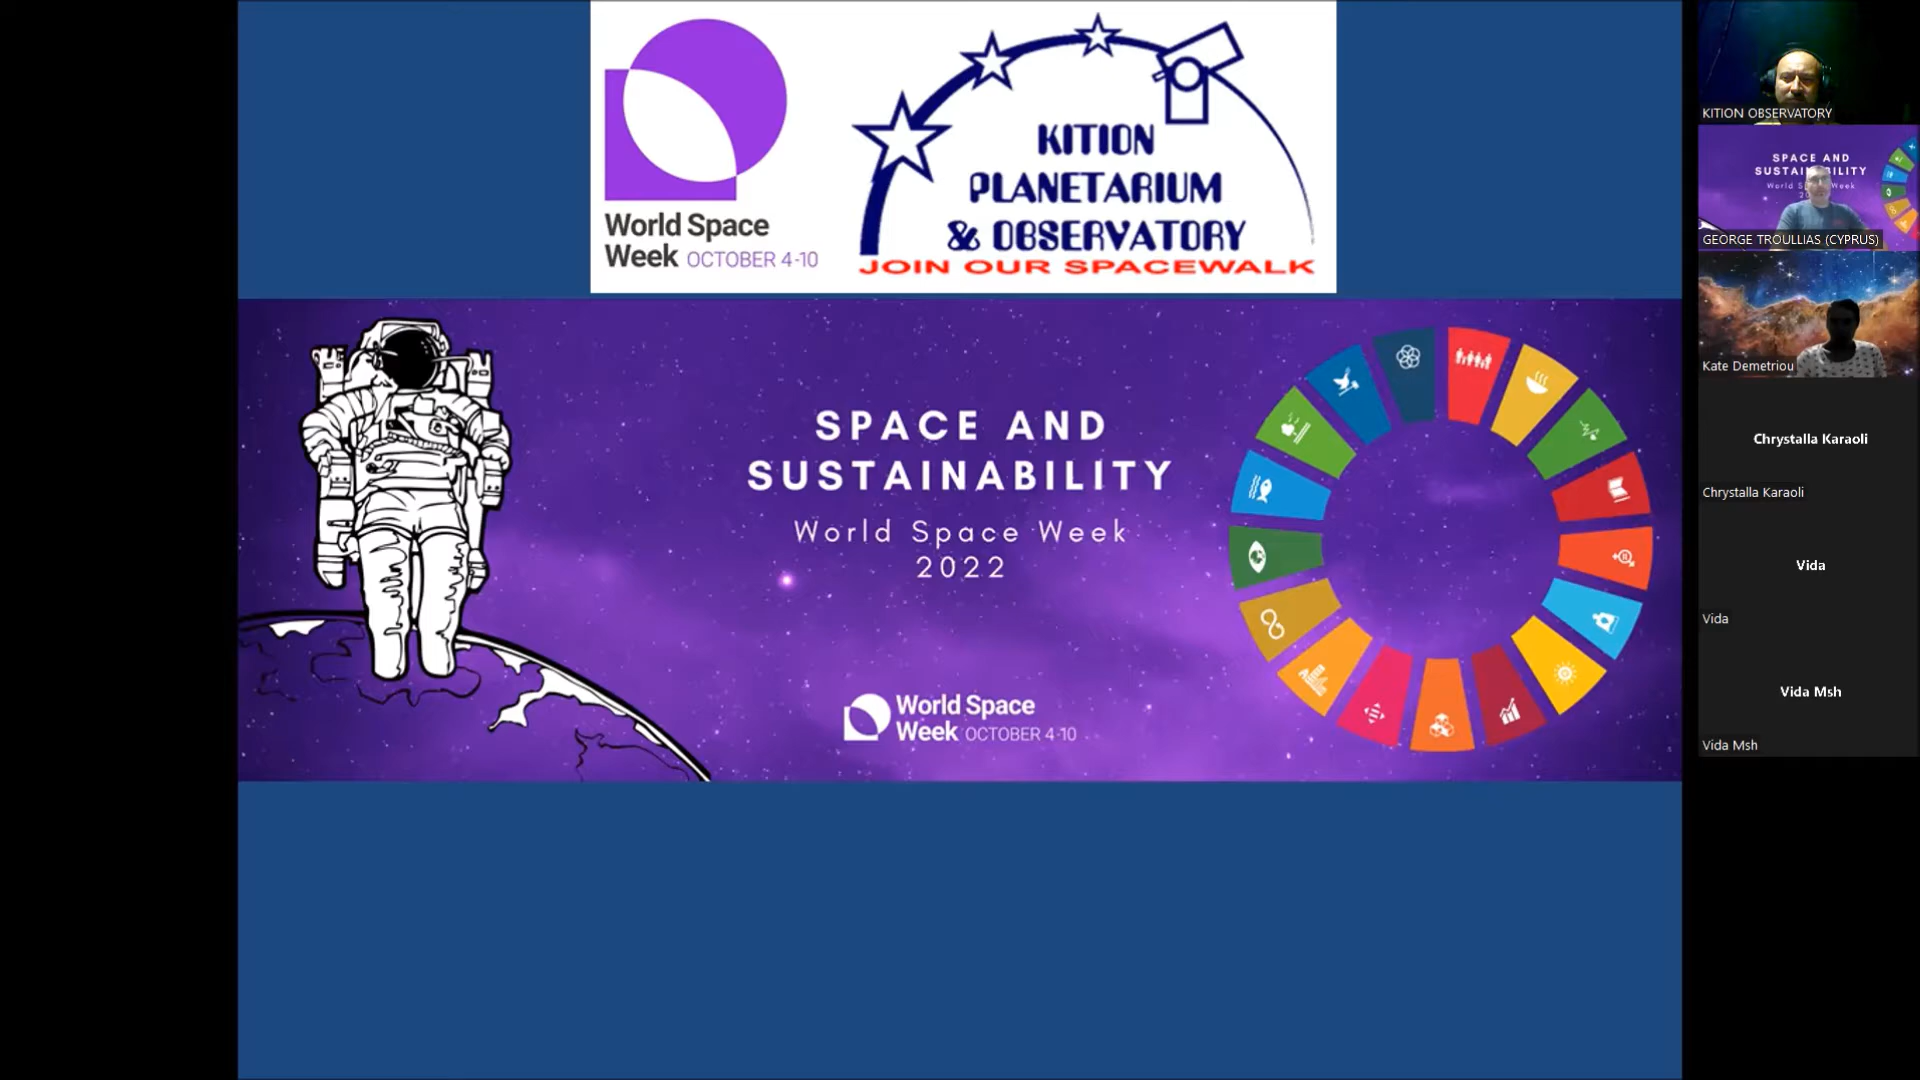 World Space
Week OCTOBER 4-10
KITION
PLANETARIUM
& OBSERVATORY
JOIN OUR SPACEWALK
SPACE AND
SUSTAINABILITY
World Space Week
2022
World Space
Week OCTOBER 4-10
KITION OBSERVATORY
SPACE AND
GEORGE TROULLIAS (CYPRUS)
Kate Demetriou
Chrystalla Karaoli
Chrystalla Karaoli
Vida
Vida
Vida Msh
Vida Msh